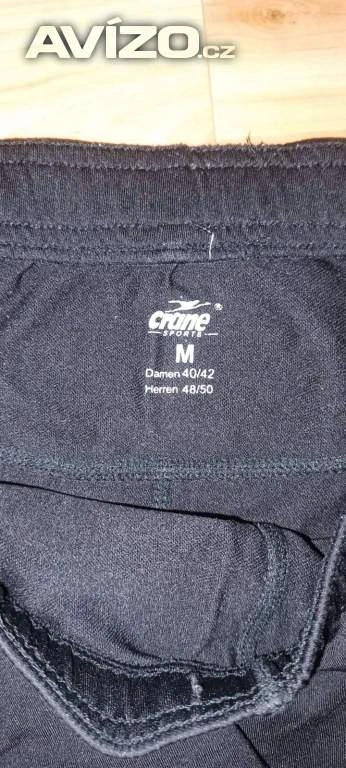 AVÍZO.cz
crane ®
SPORTS
M
Damen 40/42
Herren 48/50